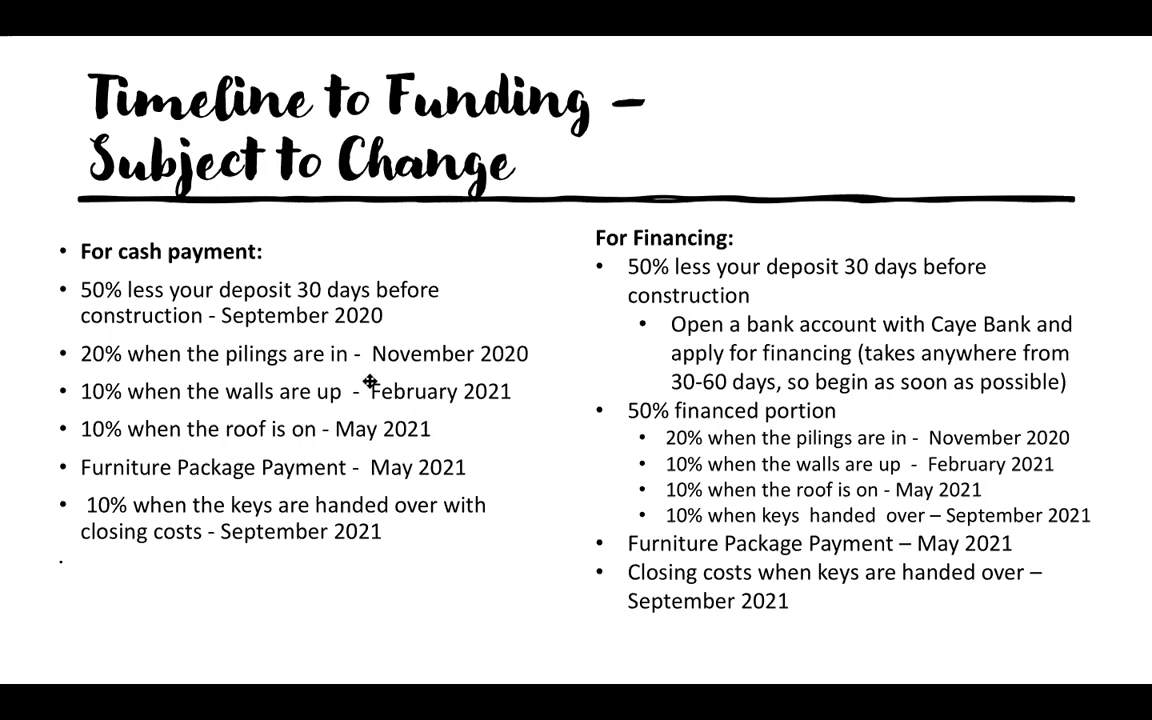 Timeline to Funding –
Subject to Change
• For cash payment:
• 50% less your deposit 30 days before
construction - September 2020
• 20% when the pilings are in -  November 2020
• 10% when the walls are up  - February 2021
• 10% when the roof is on - May 2021
• Furniture Package Payment -  May 2021
•  10% when the keys are handed over with
closing costs - September 2021
.
For Financing:
• 50% less your deposit 30 days before
construction
• Open a bank account with Caye Bank and
apply for financing (takes anywhere from
30-60 days, so begin as soon as possible)
• 50% financed portion
• 20% when the pilings are in -  November 2020
• 10% when the walls are up  -  February 2021
• 10% when the roof is on - May 2021
• 10% when keys  handed  over – September 2021
• Furniture Package Payment – May 2021
• Closing costs when keys are handed over –
September 2021